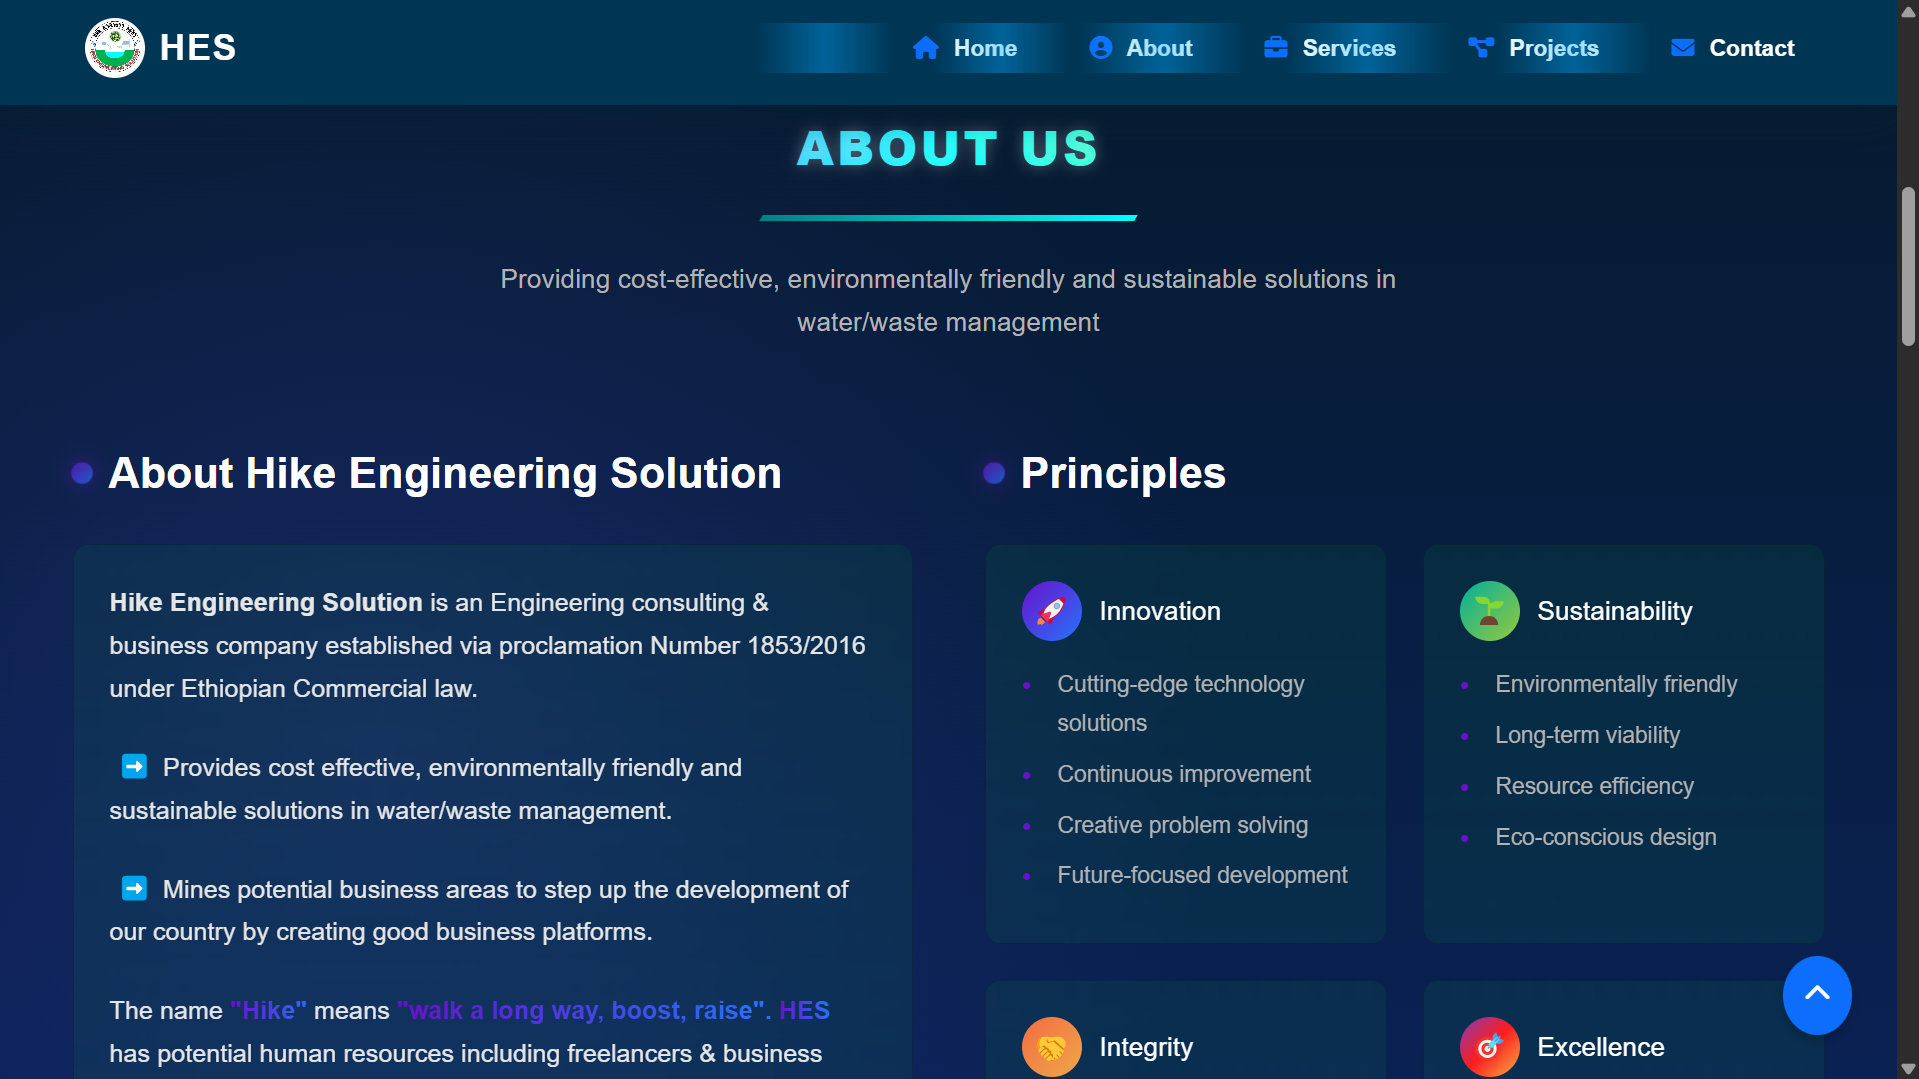 HES
Home
About
Services
Projects
Contact
ABOUT US
Providing cost-effective, environmentally friendly and sustainable solutions in
water/waste management
About Hike Engineering Solution
Hike Engineering Solution is an Engineering consulting &
business company established via proclamation Number 1853/2016
under Ethiopian Commercial law.
➡ Provides cost effective, environmentally friendly and
sustainable solutions in water/waste management.
➡ Mines potential business areas to step up the development of
our country by creating good business platforms.
The name "Hike" means "walk a long way, boost, raise". HES
has potential human resources including freelancers & business
Principles
Innovation
• Cutting-edge technology
solutions
• Continuous improvement
• Creative problem solving
• Future-focused development
Sustainability
• Environmentally friendly
• Long-term viability
• Resource efficiency
• Eco-conscious design
Integrity
Excellence